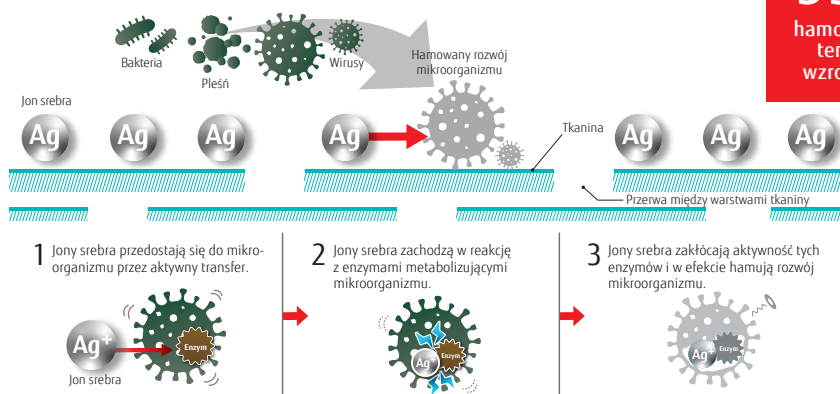 hamo
ter
wzro
Bakteria
Pleśń
Wirusy
Hamowany rozwój
mikroorganizmu
Jon srebra
Ag
Ag
Ag
Ag
Ag
Ag
Ag
Tkanina
Przerwa między warstwami tkaniny
1 Jony srebra przedostają się do mikro-
organizmu przez aktywny transfer.
Ag+
Enzym
Jon srebra
2 Jony srebra zachodzą w reakcję
z enzymami metabolizującymi
mikroorganizmu.
Ag+
Enzym
3 Jony srebra zakłócają aktywność tych
enzymów i w efekcie hamują rozwój
mikroorganizmu.
Ag+
Enzym